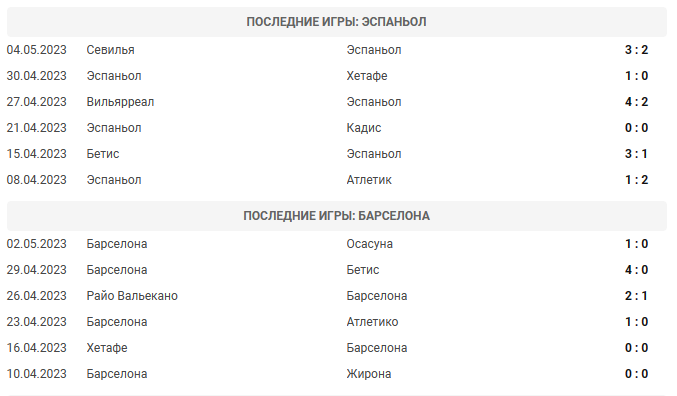 ПОСЛЕДНИЕ ИГРЫ: ЭСПАНЬОЛ
04.05.2023 Севилья Эспаньол 3 : 2
30.04.2023 Эспаньол Хетафе 1 : 0
27.04.2023 Вильярреал Эспаньол 4 : 2
21.04.2023 Эспаньол Кадис 0 : 0
15.04.2023 Бетис Эспаньол 3 : 1
08.04.2023 Эспаньол Атлетик 1 : 2
ПОСЛЕДНИЕ ИГРЫ: БАРСЕЛОНА
02.05.2023 Барселона Осасуна 1 : 0
29.04.2023 Барселона Бетис 4 : 0
26.04.2023 Райо Вальекано Барселона 2 : 1
23.04.2023 Барселона Атлетико 1 : 0
16.04.2023 Хетафе Барселона 0 : 0
10.04.2023 Барселона Жирона 0 : 0